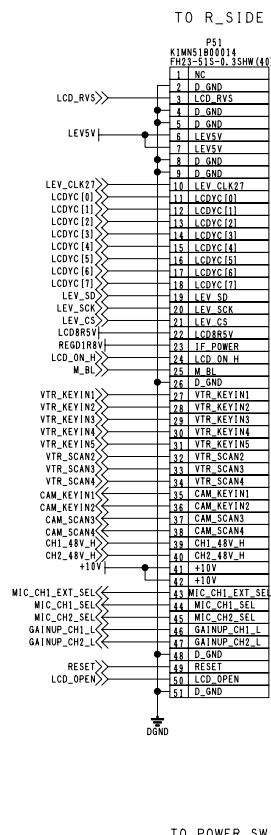 TO R_SIDE
P51
K1MN51B00014
FH23-51S-0.3SHW(40)
1 NC
2 D_GND
LCD_RVS 3 LCD_RVS
4 D_GND
5 D_GND
LEV5V 6 LEV5V
7 LEV5V
8 D_GND
9 D_GND
LEV_CLK27 10 LEV_CLK27
LCDYC[0] 11 LCDYC[0]
LCDYC[1] 12 LCDYC[1]
LCDYC[2] 13 LCDYC[2]
LCDYC[3] 14 LCDYC[3]
LCDYC[4] 15 LCDYC[4]
LCDYC[5] 16 LCDYC[5]
LCDYC[6] 17 LCDYC[6]
LCDYC[7] 18 LCDYC[7]
LEV_SD 19 LEV_SD
LEV_SCK 20 LEV_SCK
LEV_CS 21 LEV_CS
LCD8R5V 22 LCD8R5V
REGD1R8V 23 IF_POWER
LCD_ON_H 24 LCD_ON_H
M_BL 25 M_BL
26 D_GND
VTR_KEYIN1 27 VTR_KEYIN1
VTR_KEYIN2 28 VTR_KEYIN2
VTR_KEYIN3 29 VTR_KEYIN3
VTR_KEYIN4 30 VTR_KEYIN4
VTR_KEYIN5 31 VTR_KEYIN5
VTR_SCAN2 32 VTR_SCAN2
VTR_SCAN3 33 VTR_SCAN3
VTR_SCAN4 34 VTR_SCAN4
CAM_KEYIN1 35 CAM_KEYIN1
CAM_KEYIN2 36 CAM_KEYIN2
CAM_SCAN3 37 CAM_SCAN3
CAM_SCAN4 38 CAM_SCAN4
CH1_48V_H 39 CH1_48V_H
CH2_48V_H 40 CH2_48V_H
+10V 41 +10V
42 +10V
MIC_CH1_EXT_SEL 43 MIC_CH1_EXT_SEL
MIC_CH1_SEL 44 MIC_CH1_SEL
MIC_CH2_SEL 45 MIC_CH2_SEL
GAINUP_CH1_L 46 GAINUP_CH1_L
GAINUP_CH2_L 47 GAINUP_CH2_L
48 D_GND
RESET 49 RESET
LCD_OPEN 50 LCD_OPEN
51 D_GND
DGND
TO POWER SW